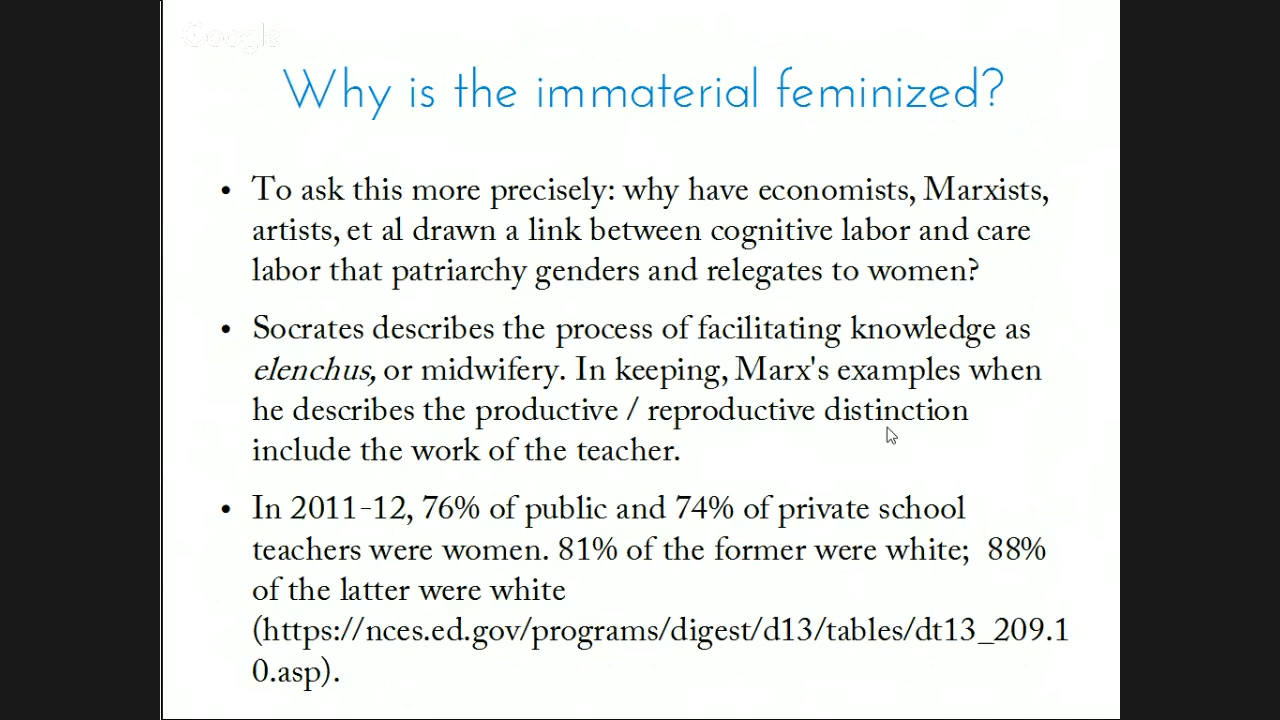 Google
Why is the immaterial feminized?
• To ask this more precisely: why have economists, Marxists,
artists, et al drawn a link between cognitive labor and care
labor that patriarchy genders and relegates to women?
• Socrates describes the process of facilitating knowledge as
elenchus, or midwifery. In keeping, Marx's examples when
he describes the productive / reproductive distinction
include the work of the teacher.
• In 2011-12, 76% of public and 74% of private school
teachers were women. 81% of the former were white;  88%
of the latter were white
(https://nces.ed.gov/programs/digest/d13/tables/dt13_209.1
0.asp).